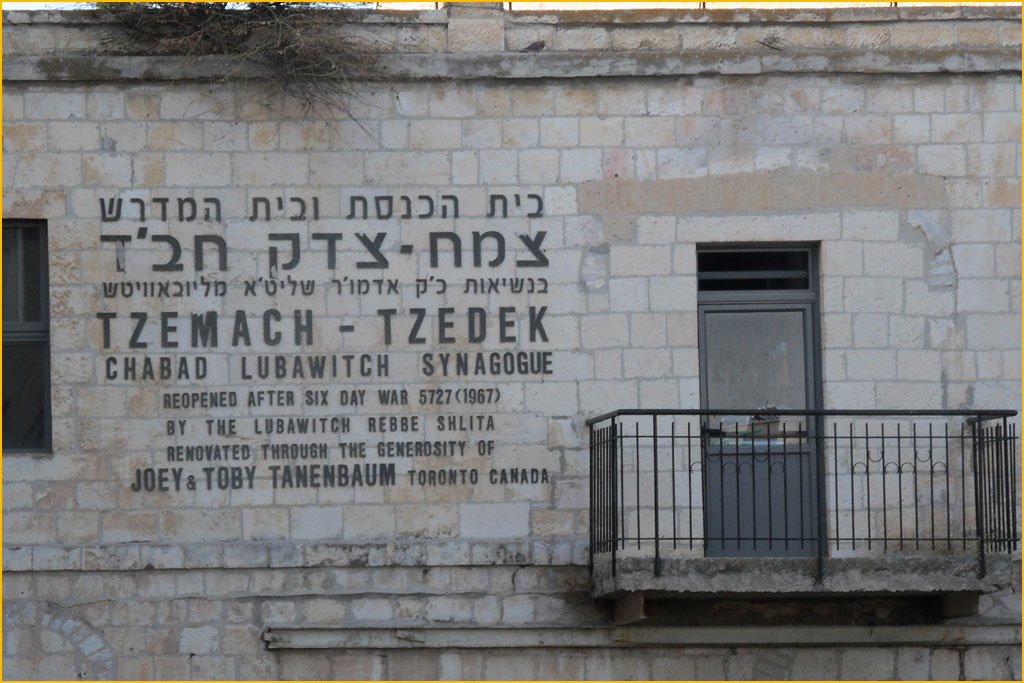 בית הכנסת ובית המדרש
צמח-צדק חב'ד
בנשיאות כ'ק אדמו'ר שליט'א מליובאוויטש
TZEMACH - TZEDEK
CHABAD LUBAWITCH SYNAGOGUE
REOPENED AFTER SIX DAY WAR 5727 (1967)
BY THE LUBAWITCH REBBE SHLITA
RENOVATED THROUGH THE GENEROSITY OF
JOEY & TOBY TANENBAUM TORONTO CANADA